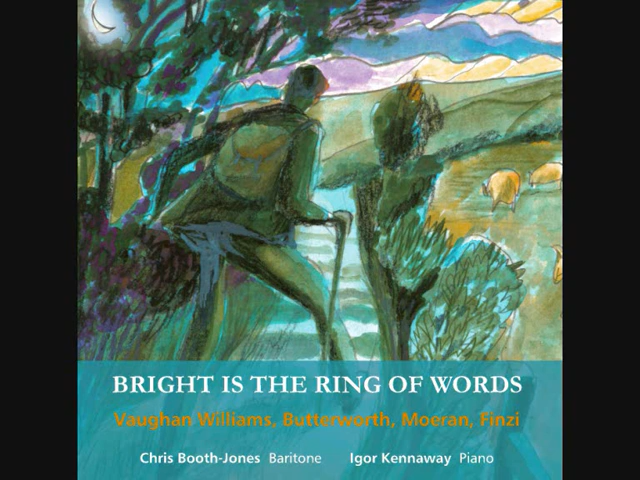 BRIGHT IS THE RING OF WORDS
Vaughan Williams, Butterworth, Moeran, Finzi
Chris Booth-Jones Baritone Igor Kennaway Piano